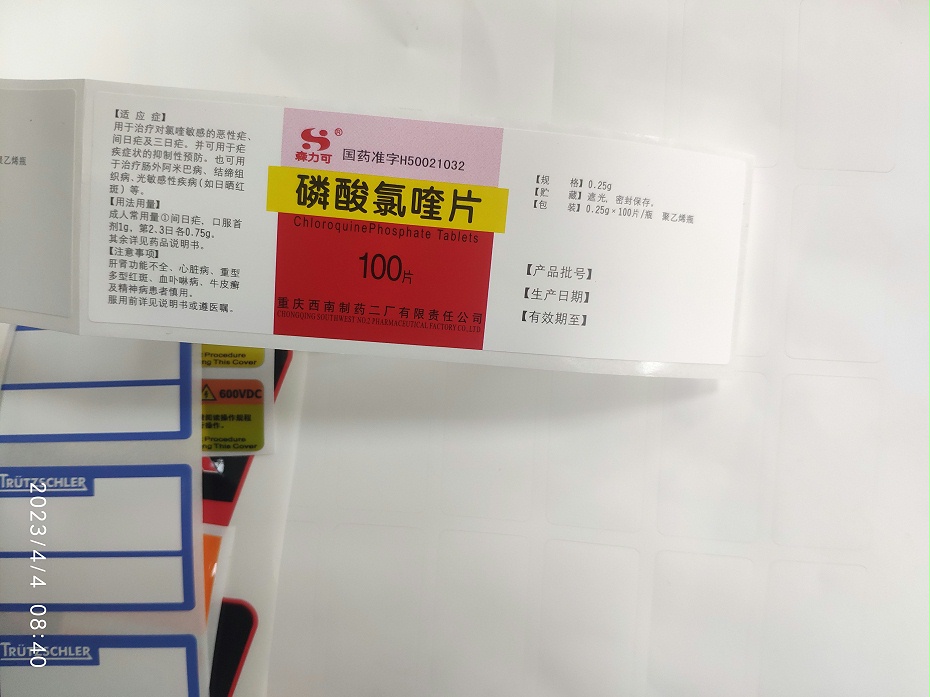 聚乙烯瓶
【适 应 症】
用于治疗对氯喹敏感的恶性疟、
间日疟及三日疟。并可用于疟
疾症状的抑制性预防。也可用
于治疗肠外阿米巴病、结缔组
织病、光敏感性疾病(如日晒红
斑)等。
【用法用量】
成人常用量①间日疟，口服首
剂1g，第2.3日各0.75g。
其余详见药品说明书。
【注意事项】
肝肾功能不全、心脏病、重型
多型红斑、血卟啉病、牛皮癣
及精神病患者慎用。
服用前详见说明书或遵医嘱。
®
森力可
国药准字H50021032
磷酸氯喹片
ChloroquinePhosphate Tablets
100片
重庆西南制药二厂有限责任公司
CHONGQING SOUTHWEST NO.2 PHARMACEUTICAL FACTORY CO.,LTD
【规 格】0.25g
【贮 藏】遮光，密封保存。
【包 装】0.25g×100片/瓶 聚乙烯瓶
【产品批号】
【生产日期】
【有效期至】
Procedure
ng This Cover
600VDC
Procedure
ng This Cover
TRÜTZSCHLER
TRÜTZSCHLER
2023/4/4 08:40